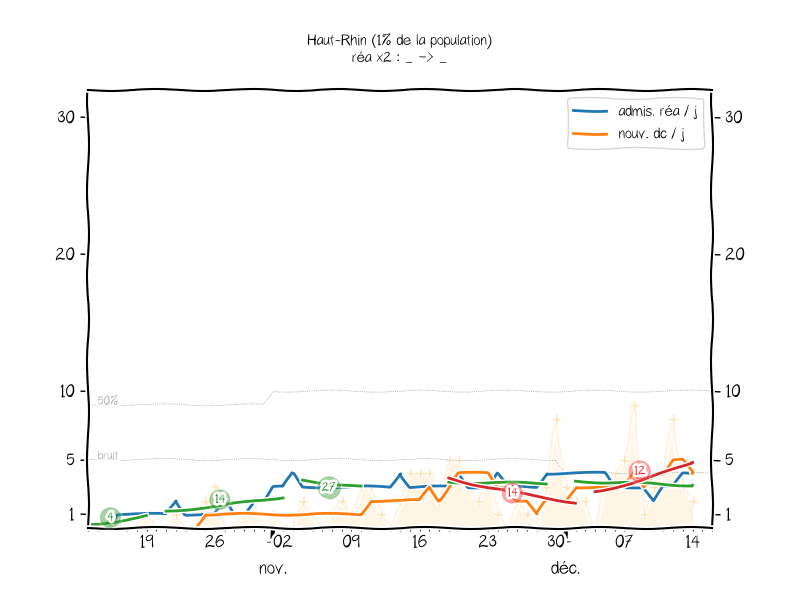 Haut-Rhin (1% de la population)
réa x2 : _ -> _
admis. réa / j
nouv. dc / j
30 30
20 20
10 10
50%
bruit
5 5
1 1
4 14 27 14 12
19 26 02 09 16 23 30 07 14
nov. déc.